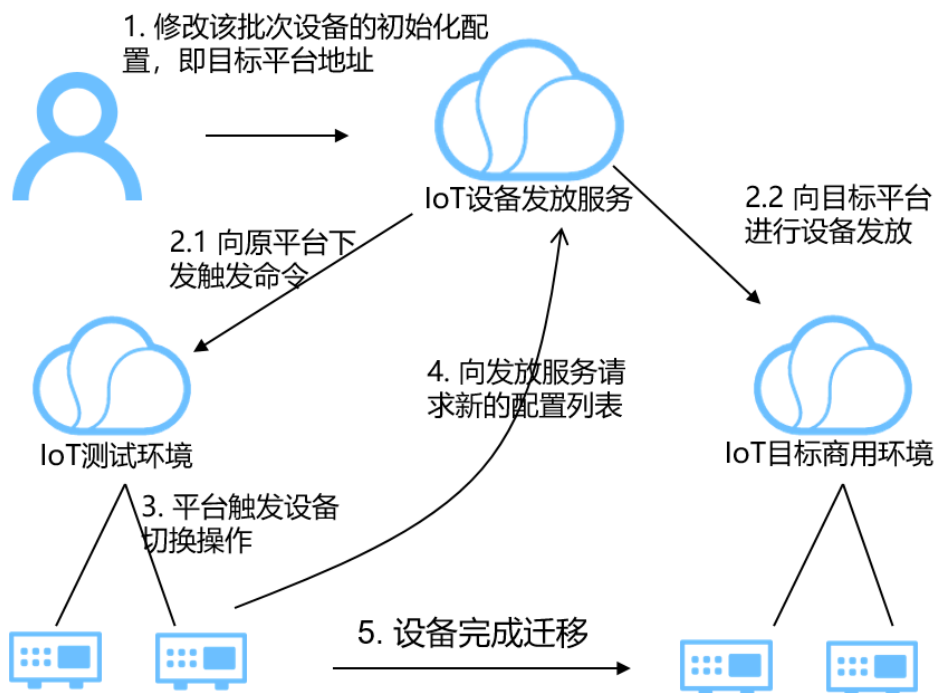 1. 修改该批次设备的初始化配
置，即目标平台地址
IoT设备发放服务
2.2 向目标平台
进行设备发放
2.1 向原平台下
发触发命令
4. 向发放服务请
求新的配置列表
IoT测试环境
IoT目标商用环境
3. 平台触发设备
切换操作
5. 设备完成迁移